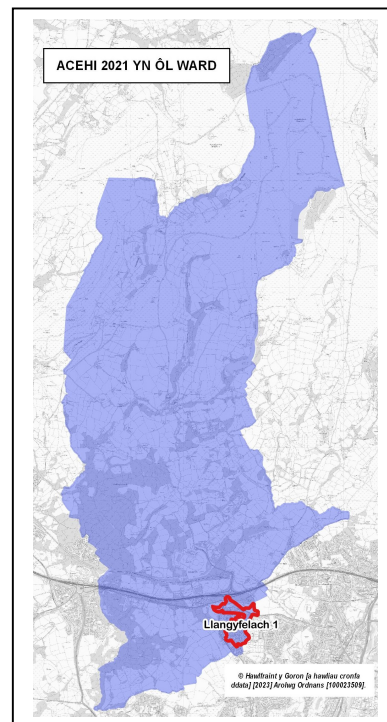 ACEHI 2021 YN ÔL WARD
Llangyfelach 1
© Hawlfraint y Goron [a hawliau cronfa
ddata] [2023] Arolwg Ordnans [100023509].